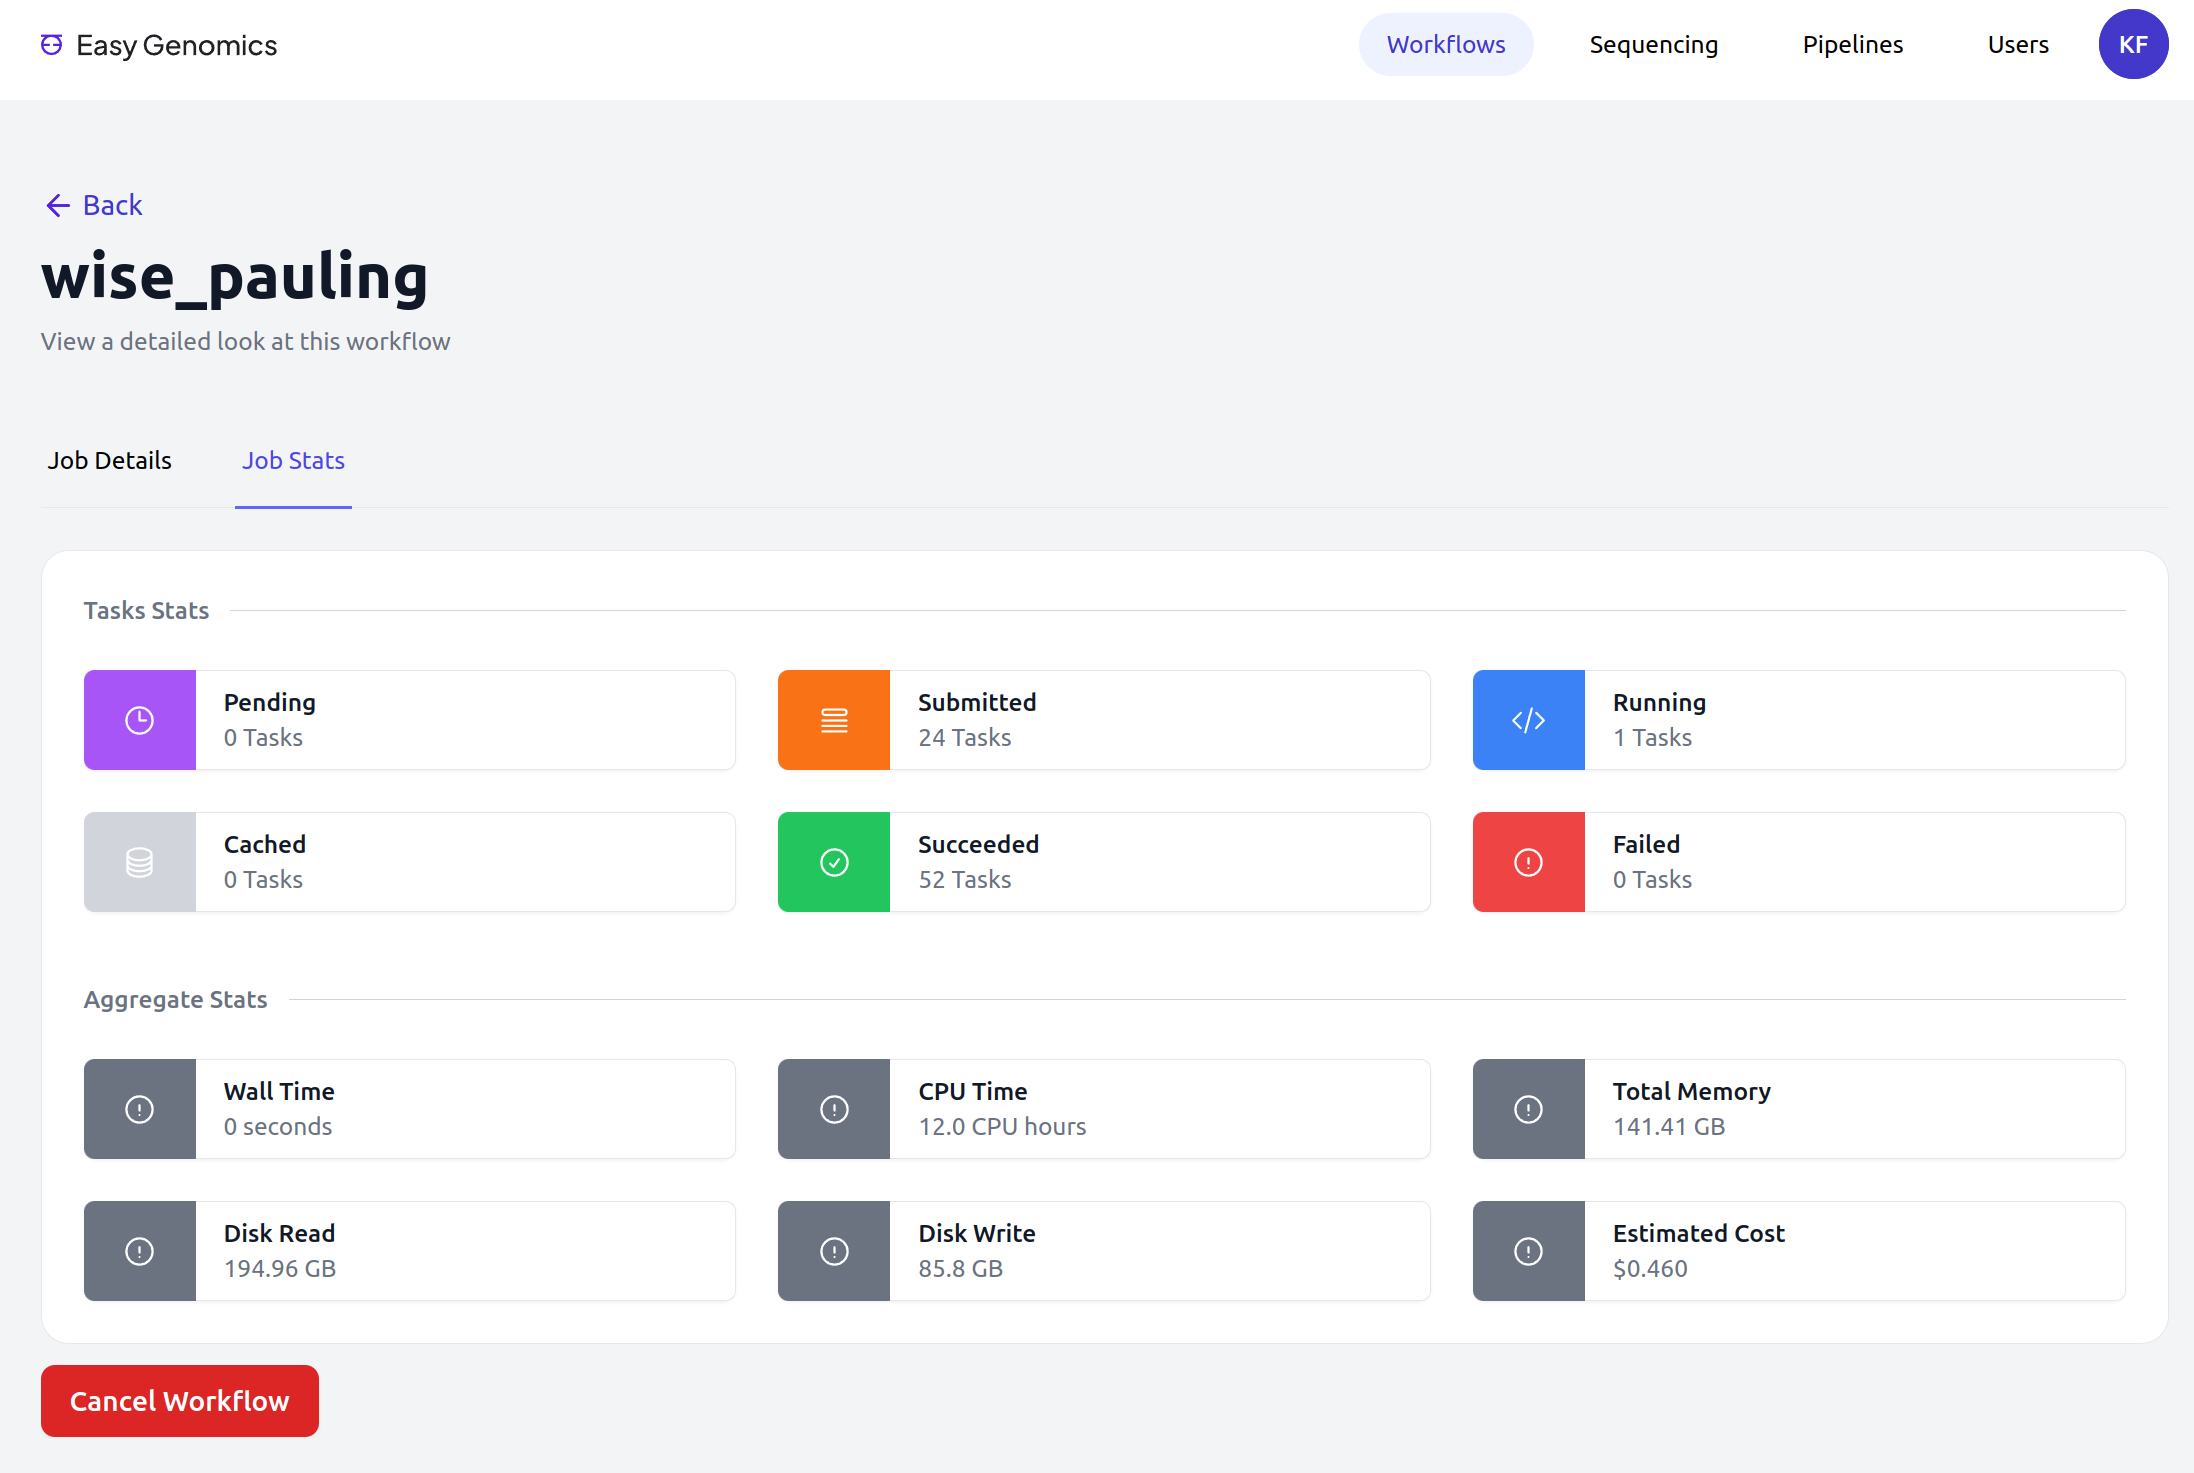 Easy Genomics
Workflows
Sequencing
Pipelines
Users
KF
Back
wise_pauling
View a detailed look at this workflow
Job Details
Job Stats
Tasks Stats
Pending
0 Tasks
Submitted
24 Tasks
Running
1 Tasks
Cached
0 Tasks
Succeeded
52 Tasks
Failed
0 Tasks
Aggregate Stats
Wall Time
0 seconds
CPU Time
12.0 CPU hours
Total Memory
141.41 GB
Disk Read
194.96 GB
Disk Write
85.8 GB
Estimated Cost
$0.460
Cancel Workflow